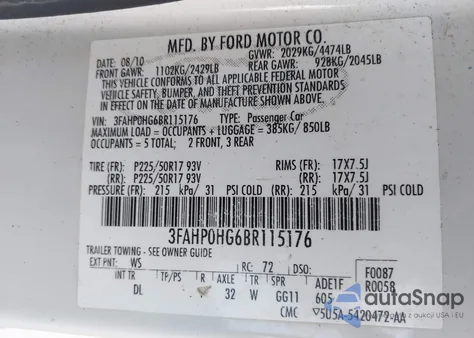 MFD. BY FORD MOTOR CO.
DATE: 08/10 GVWR: 2029KG/4474LB
FRONT GAWR: 1102KG/2429LB REAR GAWR: 928KG/2045LB
THIS VEHICLE CONFORMS TO ALL APPLICABLE FEDERAL MOTOR
VEHICLE SAFETY, BUMPER, AND THEFT PREVENTION STANDARDS
IN EFFECT ON THE DATE OF MANUFACTURE SHOWN ABOVE.
VIN: 3FAHP0HG6BR115176 TYPE: Passenger Car
MAXIMUM LOAD = OCCUPANTS + LUGGAGE = 385KG/850LB
OCCUPANTS = 5 TOTAL; 2 FRONT, 3 REAR
TIRE (FR): P225/50R17 93V RIMS (FR): 17X7.5J
(RR): P225/50R17 93V (RR): 17X7.5J
PRESSURE (FR): 215 kPa/ 31 PSI COLD (RR): 215 kPa/ 31 PSI COLD
3FAHP0HG6BR115176
TRAILER TOWING - SEE OWNER GUIDE
EXT PNT: WS RC: 72 DSO: F0087
INT TR TP/PS R AXLE TR SPR ADE1F R0058
DL 32 W GG11 605
CMC 5U5A-5420472-AA
autoSnap
Auctions from USA i EU